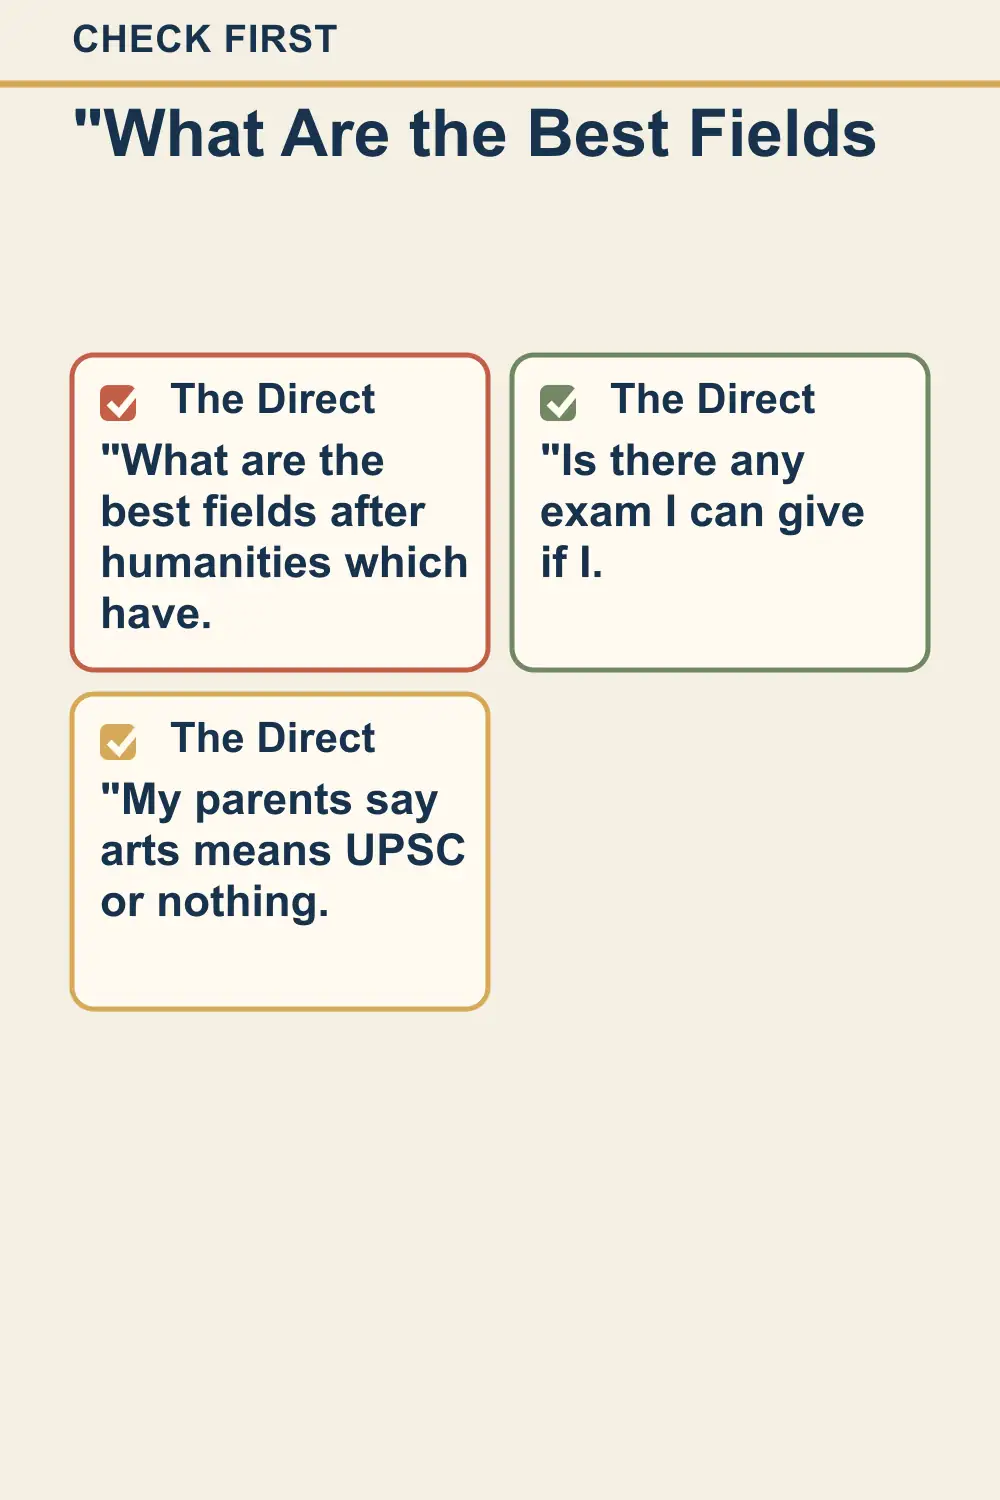 CHECK FIRST
"What Are the Best Fields
The Direct
"What are the
best fields after
humanities which
have.
The Direct
"Is there any
exam I can give
if I.
The Direct
"My parents say
arts means UPSC
or nothing.